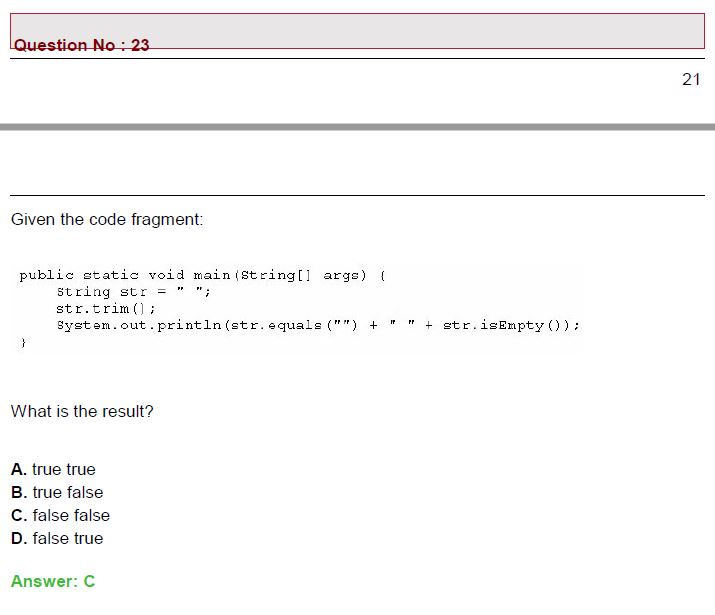 Question No : 23
21
Given the code fragment:
public static void main(String[] args) {
String str = " ";
str.trim();
System.out.println(str.equals("") + " " + str.isEmpty());
}
What is the result?
A. true true
B. true false
C. false false
D. false true
Answer: C